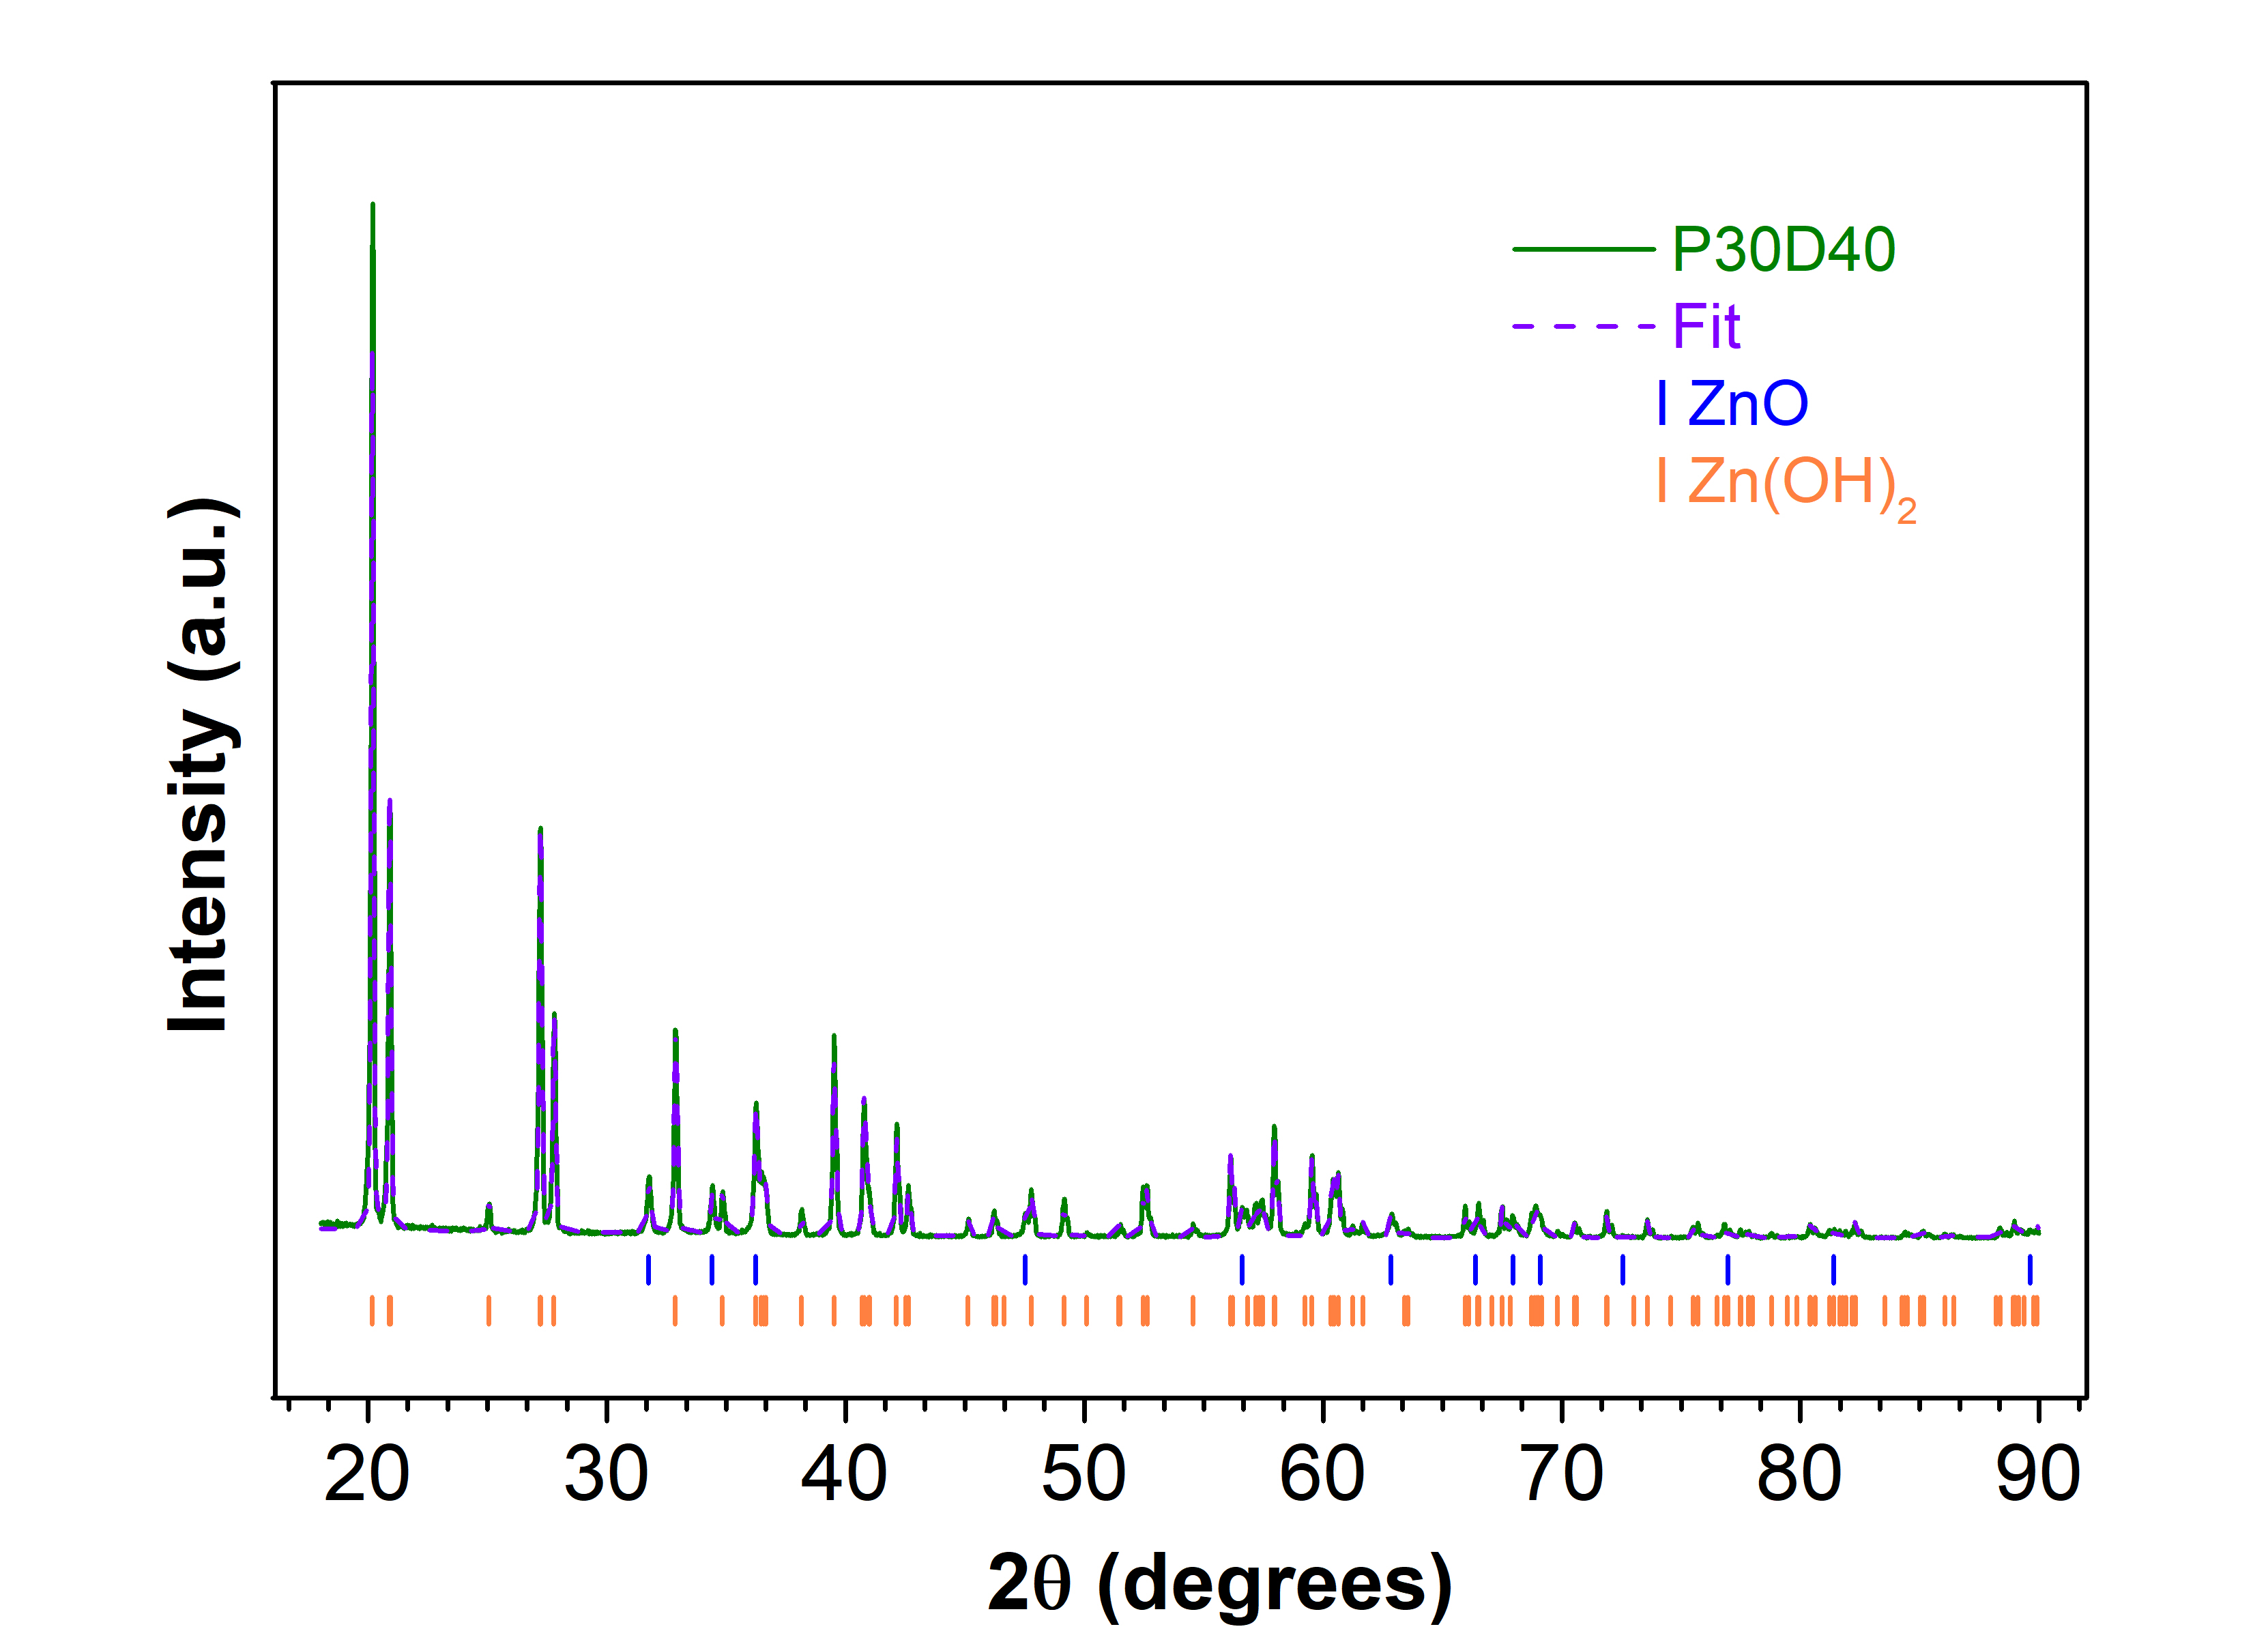 P30D40
Fit
I ZnO
I Zn(OH)₂
Intensity (a.u.)
20 30 40 50 60 70 80 90
2θ (degrees)